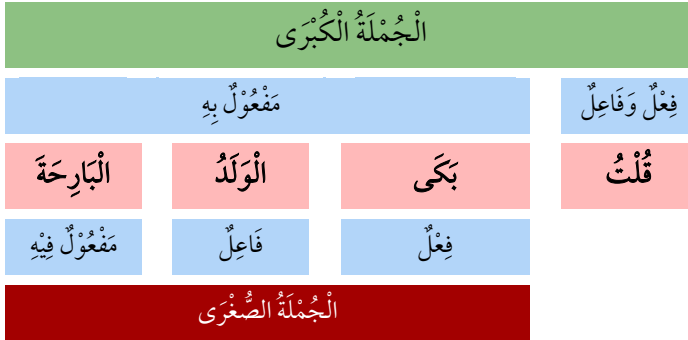 الْجُمْلَةُ الْكُبْرَى
فِعْلٌ وَفَاعِلٌ مَفْعُوْلٌ بِهِ
قُلْتُ بَكَى الْوَلَدُ الْبَارِحَةَ
فِعْلٌ فَاعِلٌ مَفْعُوْلٌ فِيْهِ
الْجُمْلَةُ الصُّغْرَى